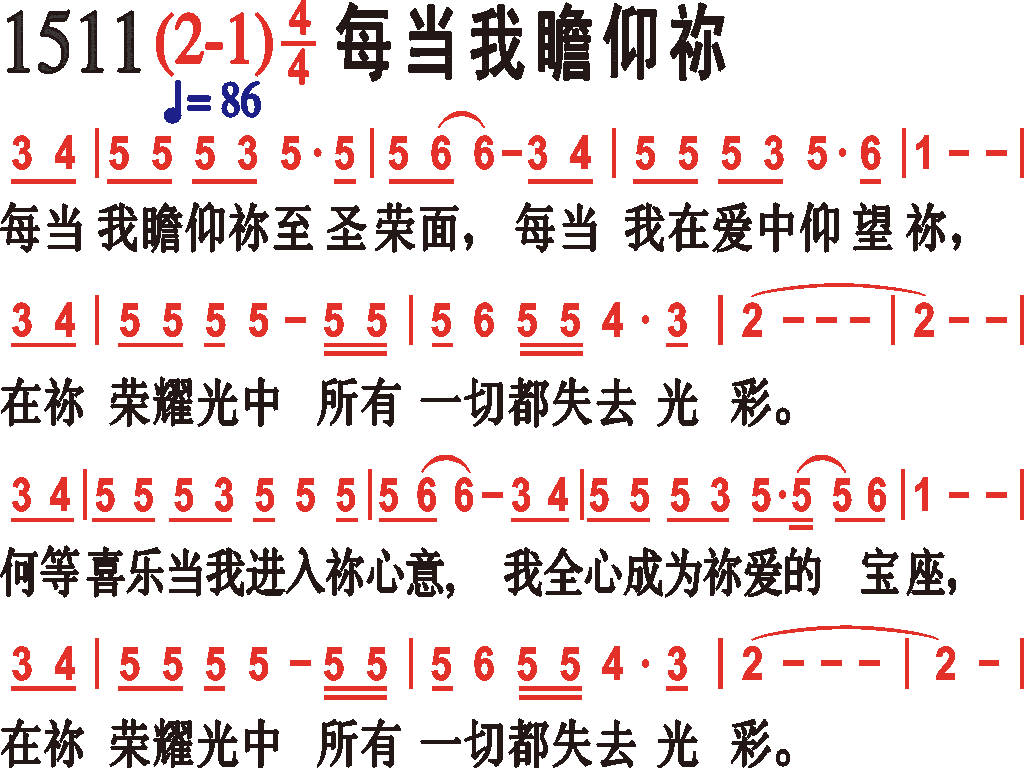 1511 (2-1) 4/4 每当我瞻仰祢
♩= 86
3 4 | 5 5 5 3 5 · 5 | 5 6 6 – 3 4 | 5 5 5 3 5 · 6 | 1 – – |
每当 我瞻仰祢至 圣荣面， 每当 我在爱中仰 望 祢，
3 4 | 5 5 5 5 – 5 5 | 5 6 5 5 4 · 3 | 2 – – – | 2 – – |
在祢 荣耀光中 所有 一切都失去 光 彩。
3 4 | 5 5 5 3 5 5 5 | 5 6 6 – 3 4 | 5 5 5 3 5 · 5 5 6 | 1 – – |
何等喜乐当我进入祢心意, 我全心成为祢爱的 宝座，
3 4 | 5 5 5 5 – 5 5 | 5 6 5 5 4 · 3 | 2 – – – | 2 – |
在祢 荣耀光中 所有 一切都失去 光 彩。